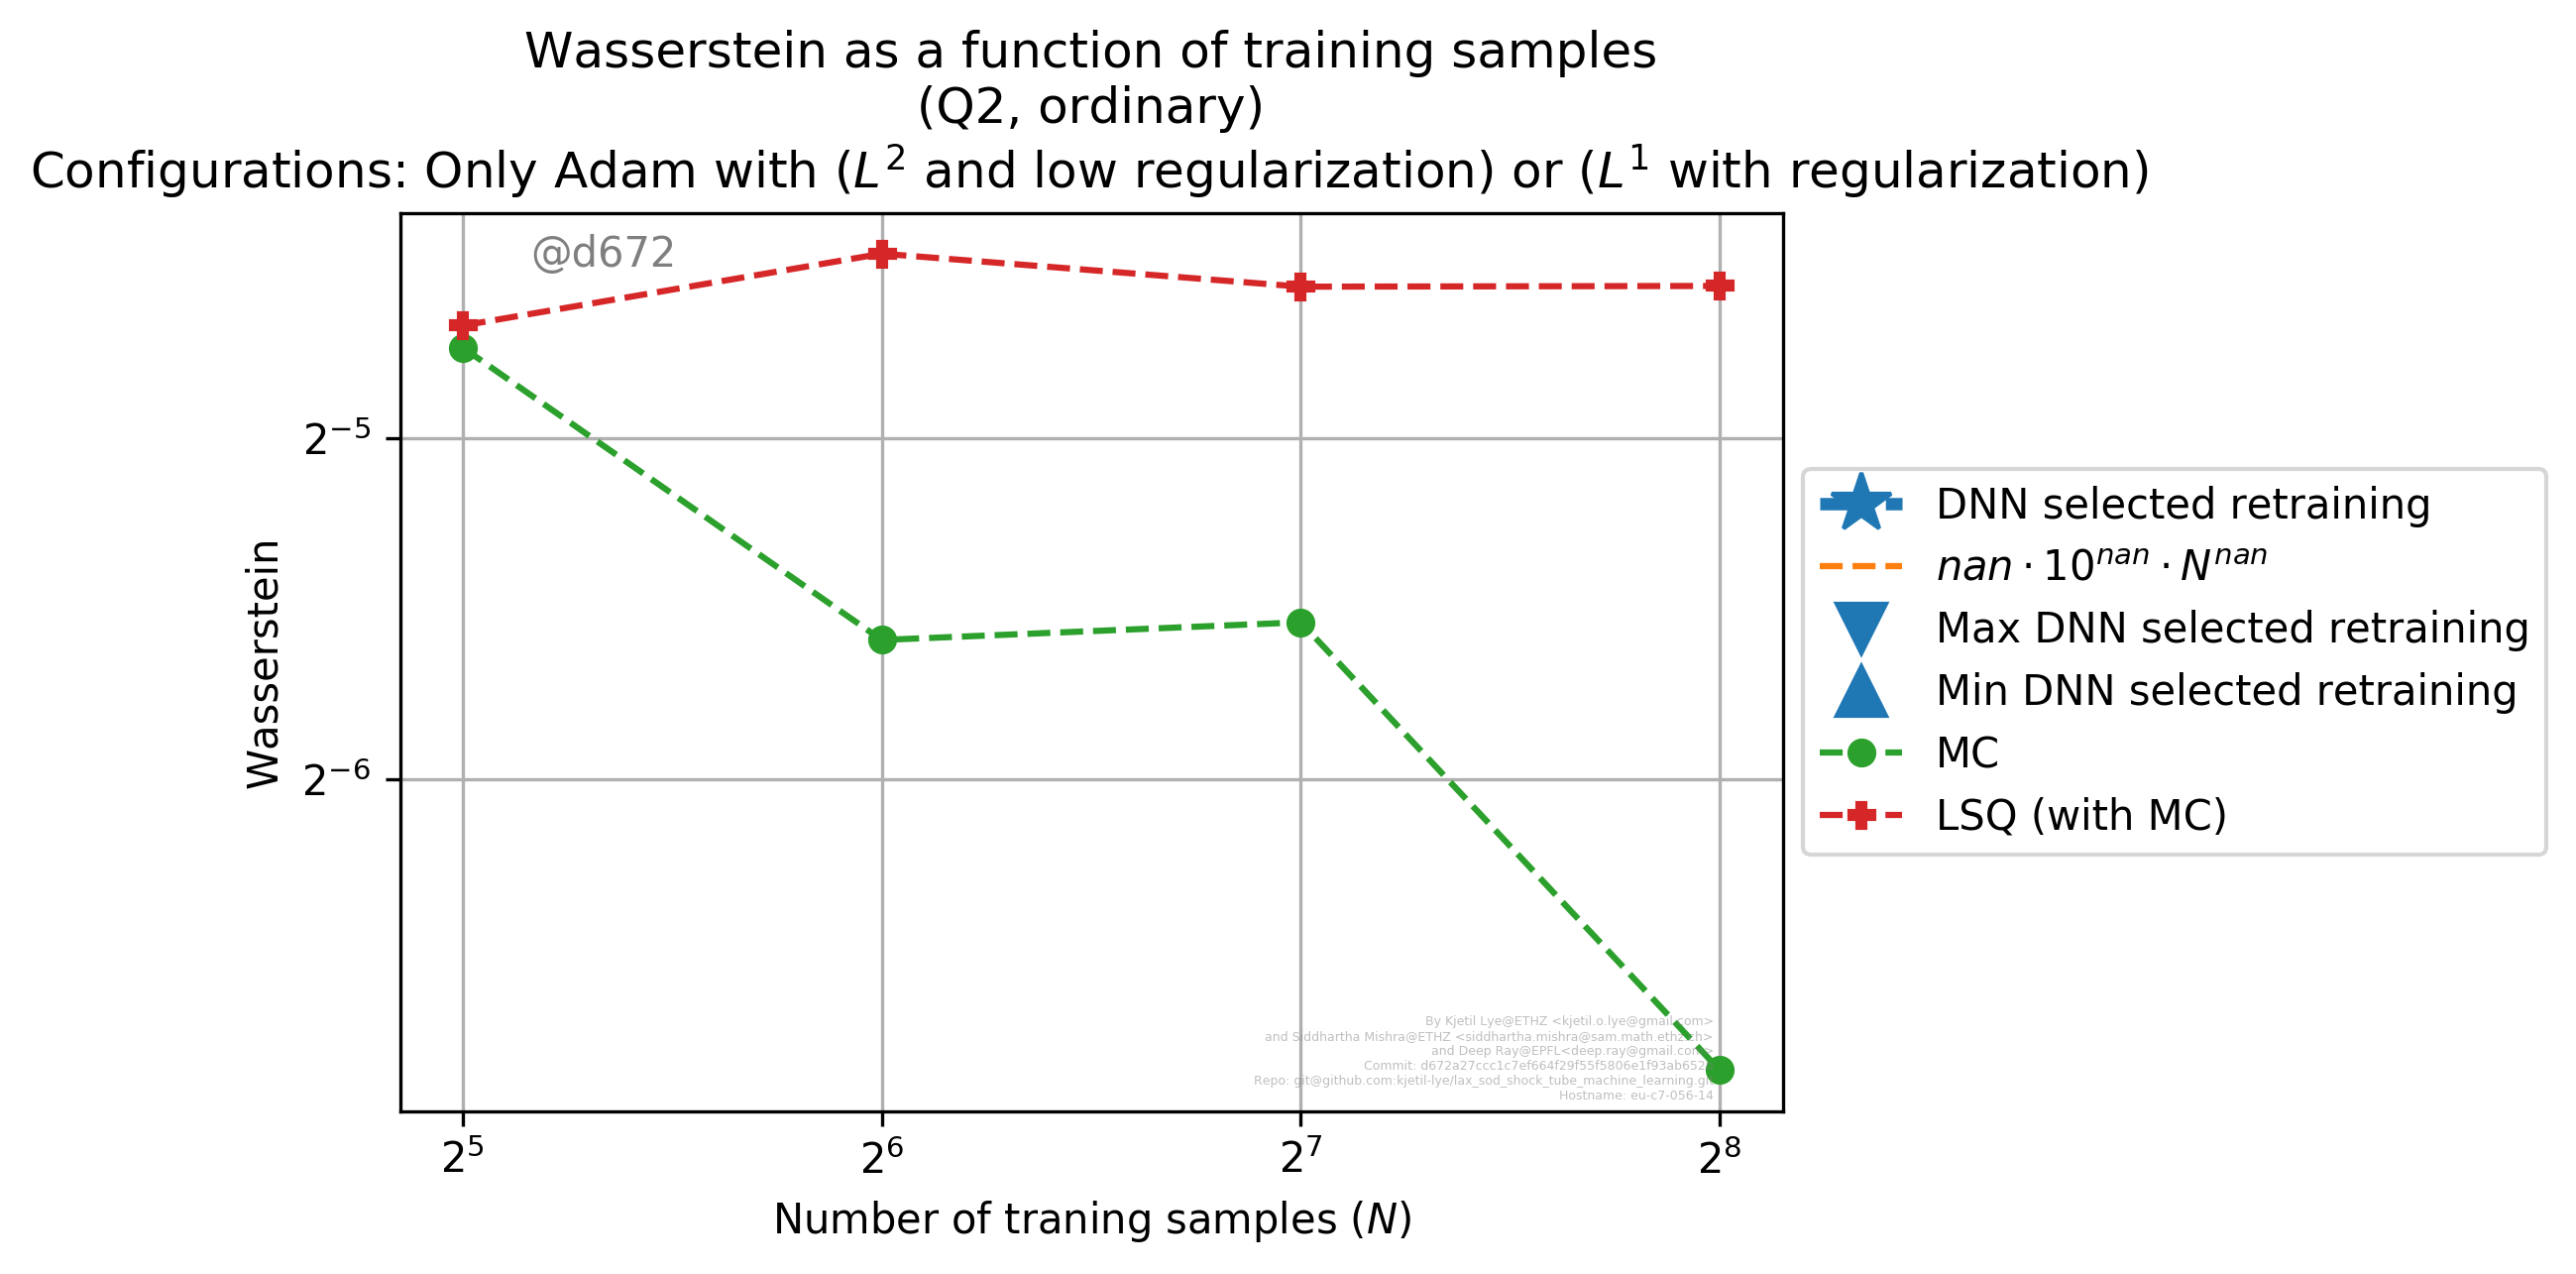 Wasserstein as a function of training samples
(Q2, ordinary)
Configurations: Only Adam with (L² and low regularization) or (L¹ with regularization)
@d672
Wasserstein
2⁻⁵
2⁻⁶
2⁵
2⁶
2⁷
2⁸
Number of traning samples (N)
DNN selected retraining
nan · 10ⁿᵃⁿ · Nⁿᵃⁿ
Max DNN selected retraining
Min DNN selected retraining
MC
LSQ (with MC)
By Kjetil Lye@ETHZ <kjetil.o.lye@gmail.com>
and Siddhartha Mishra@ETHZ <siddhartha.mishra@sam.math.ethz.ch>
and Deep Ray@EPFL<deep.ray@gmail.com>
Commit:
Repo: git@github.com:kjetil-lye/lax_sod_shock_tube_machine_learning.git
Hostname: eu-c7-056-14